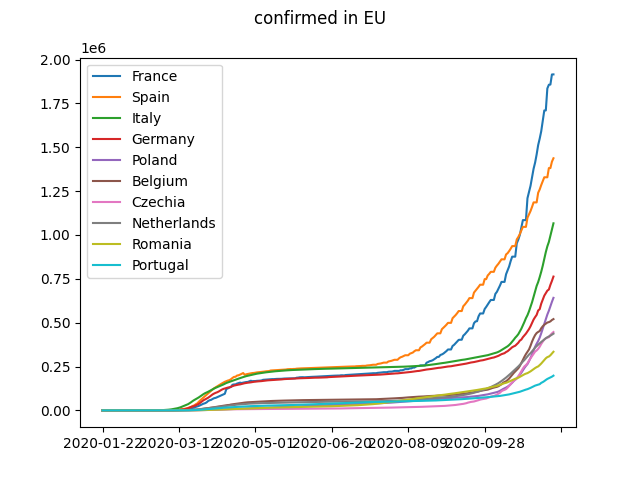 confirmed in EU
1e6
2.00
1.75
1.50
1.25
1.00
0.75
0.50
0.25
0.00
France
Spain
Italy
Germany
Poland
Belgium
Czechia
Netherlands
Romania
Portugal
2020-01-22 2020-03-12 2020-05-01 2020-06-20 2020-08-09 2020-09-28